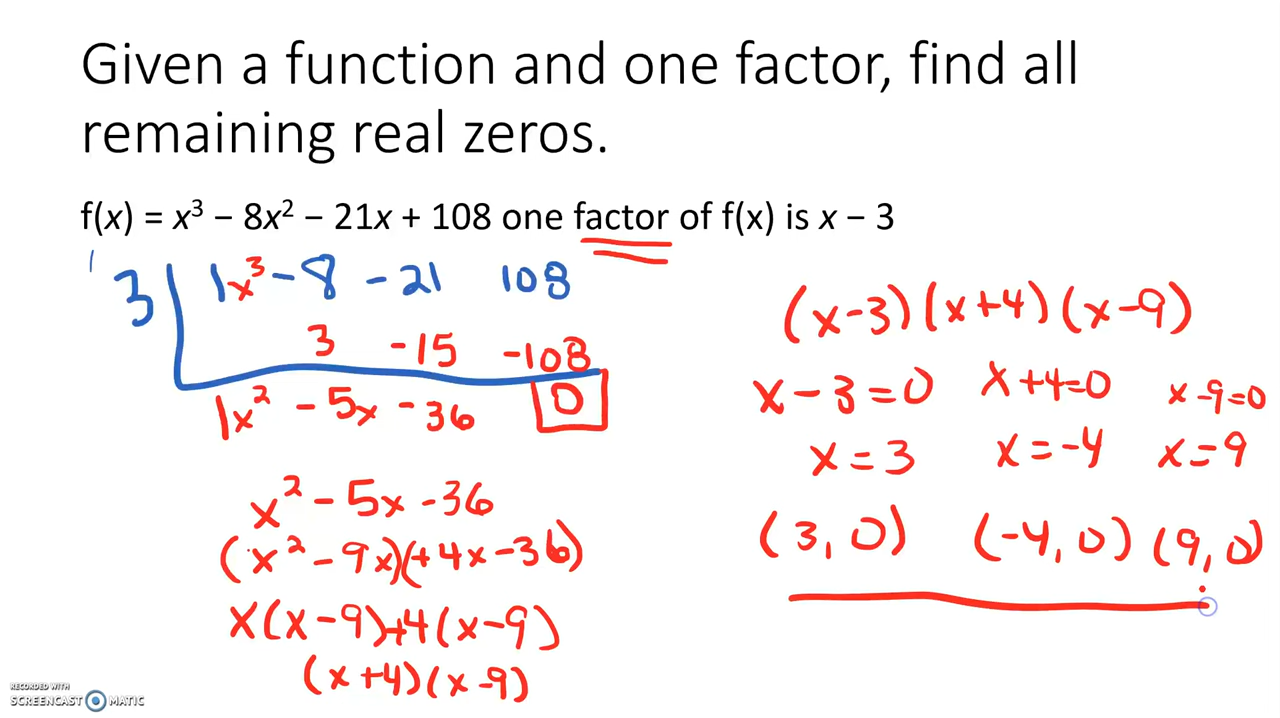 Given a function and one factor, find all
remaining real zeros.
f(x) = x³ − 8x² − 21x + 108 one factor of f(x) is x − 3
3 1x³ - 8 - 21 108
3 - 15 - 108
1x² - 5x - 36 0
x² - 5x - 36
(x² - 9x)(+4x - 36)
x(x - 9)+4(x - 9)
(x + 4)(x - 9)
(x - 3)(x + 4)(x - 9)
x - 3 = 0 x + 4 = 0 x - 9 = 0
x = 3 x = -4 x = 9
(3, 0) (-4, 0) (9, 0)
RECORDED WITH
SCREENCAST MATIC